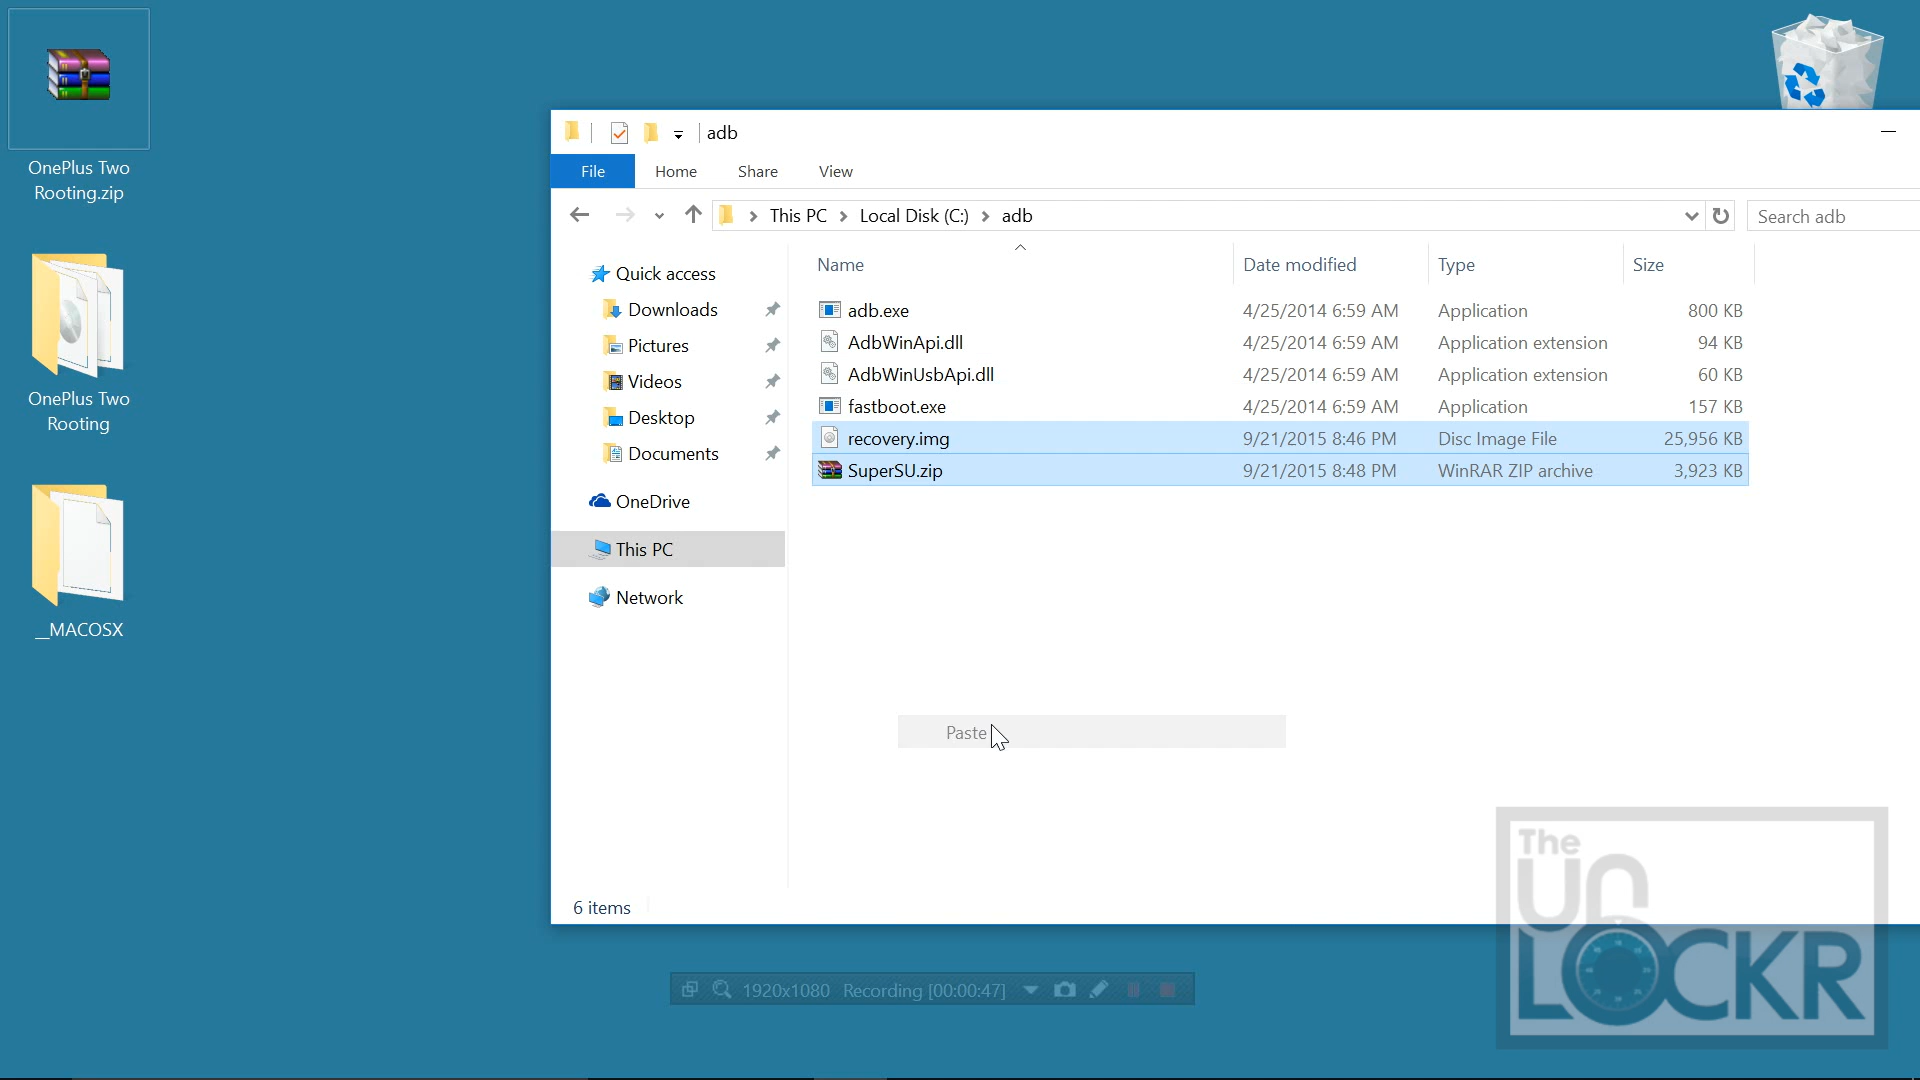 OnePlus Two
Rooting.zip
OnePlus Two
Rooting
__MACOSX
adb
File Home Share View
This PC > Local Disk (C:) > adb
Search adb
Quick access
Downloads
Pictures
Videos
Desktop
Documents
OneDrive
This PC
Network
Name Date modified Type Size
adb.exe 4/25/2014 6:59 AM Application 800 KB
AdbWinApi.dll 4/25/2014 6:59 AM Application extension 94 KB
AdbWinUsbApi.dll 4/25/2014 6:59 AM Application extension 60 KB
fastboot.exe 4/25/2014 6:59 AM Application 157 KB
recovery.img 9/21/2015 8:46 PM Disc Image File 25,956 KB
SuperSU.zip 9/21/2015 8:48 PM WinRAR ZIP archive 3,923 KB
Paste
6 items
1920x1080 Recording [00:00:47]
The
UN
LOCKR